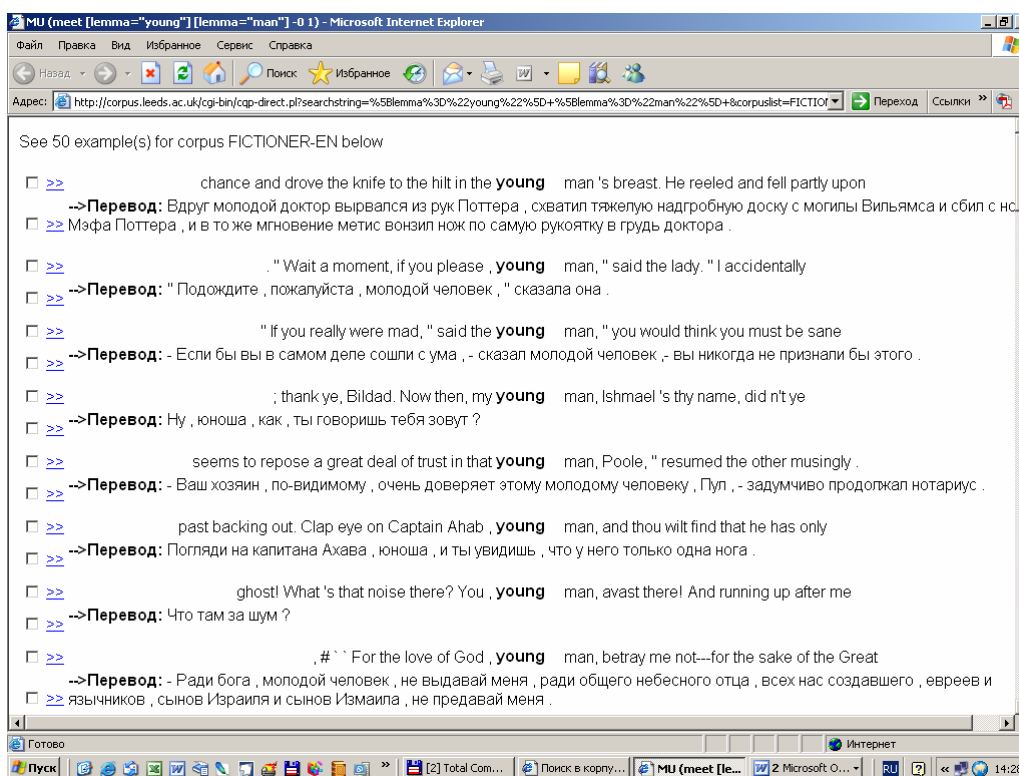 MU (meet [lemma="young"] [lemma="man"] -0 1) - Microsoft Internet Explorer
Файл Правка Вид Избранное Сервис Справка
Назад Поиск Избранное
Адрес: http://corpus.leeds.ac.uk/cgi-bin/cqp-direct.pl?searchstring=%5Blemma%3D%22young%22%5D+%5Blemma%3D%22man%22%5D+&corpuslist=FICTIO Переход Ссылки »
See 50 example(s) for corpus FICTIONER-EN below
>> chance and drove the knife to the hilt in the young man 's breast. He reeled and fell partly upon
-->Перевод: Вдруг молодой доктор вырвался из рук Поттера , схватил тяжелую надгробную доску с могилы Вильямса и сбил с но
>> Мэфа Поттера , и в то же мгновение метис вонзил нож по самую рукоятку в грудь доктора .
>> . " Wait a moment, if you please , young man, " said the lady. " I accidentally
>> -->Перевод: " Подождите , пожалуйста , молодой человек , " сказала она .
>> " If you really were mad, " said the young man, " you would think you must be sane
>> -->Перевод: - Если бы вы в самом деле сошли с ума , - сказал молодой человек ,- вы никогда не признали бы этого .
>> ; thank ye, Bildad. Now then, my young man, Ishmael 's thy name, did n't ye
>> -->Перевод: Ну , юноша , как , ты говоришь тебя зовут ?
>> seems to repose a great deal of trust in that young man, Poole, " resumed the other musingly .
>> -->Перевод: - Ваш хозяин , по-видимому , очень доверяет этому молодому человеку , Пул , - задумчиво продолжал нотариус .
>> past backing out. Clap eye on Captain Ahab , young man, and thou wilt find that he has only
>> -->Перевод: Погляди на капитана Ахава , юноша , и ты увидишь , что у него только одна нога .
>> ghost! What 's that noise there? You , young man, avast there! And running up after me
>> -->Перевод: Что там за шум ?
>> , # ` ` For the love of God , young man, betray me not---for the sake of the Great
-->Перевод: - Ради бога , молодой человек , не выдавай меня , ради общего небесного отца , всех нас создавшего , евреев и
>> язычников , сынов Израиля и сынов Измаила , не предавай меня .
Готово Интернет
Пуск » [2] Total Com... Поиск в корпу... MU (meet [le... 2 Microsoft O... RU « 14:28